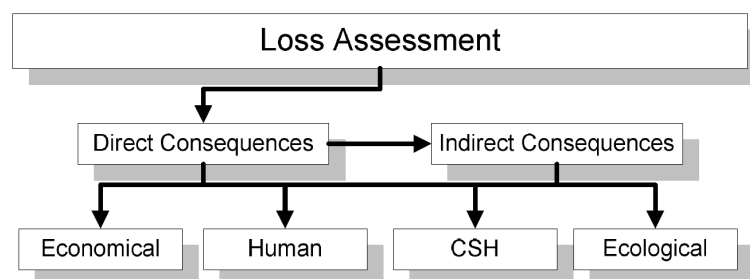 Loss Assessment
Direct Consequences
Indirect Consequences
Economical
Human
CSH
Ecological